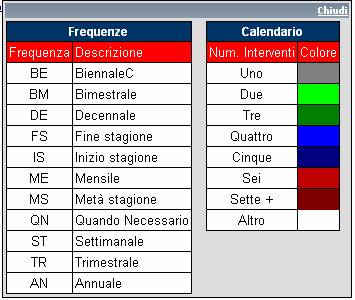 Chiudi
Frequenze
Frequenza Descrizione
BE BiennaleC
BM Bimestrale
DE Decennale
FS Fine stagione
IS Inizio stagione
ME Mensile
MS Metà stagione
QN Quando Necessario
ST Settimanale
TR Trimestrale
AN Annuale
Calendario
Num. Interventi Colore
Uno
Due
Tre
Quattro
Cinque
Sei
Sette +
Altro